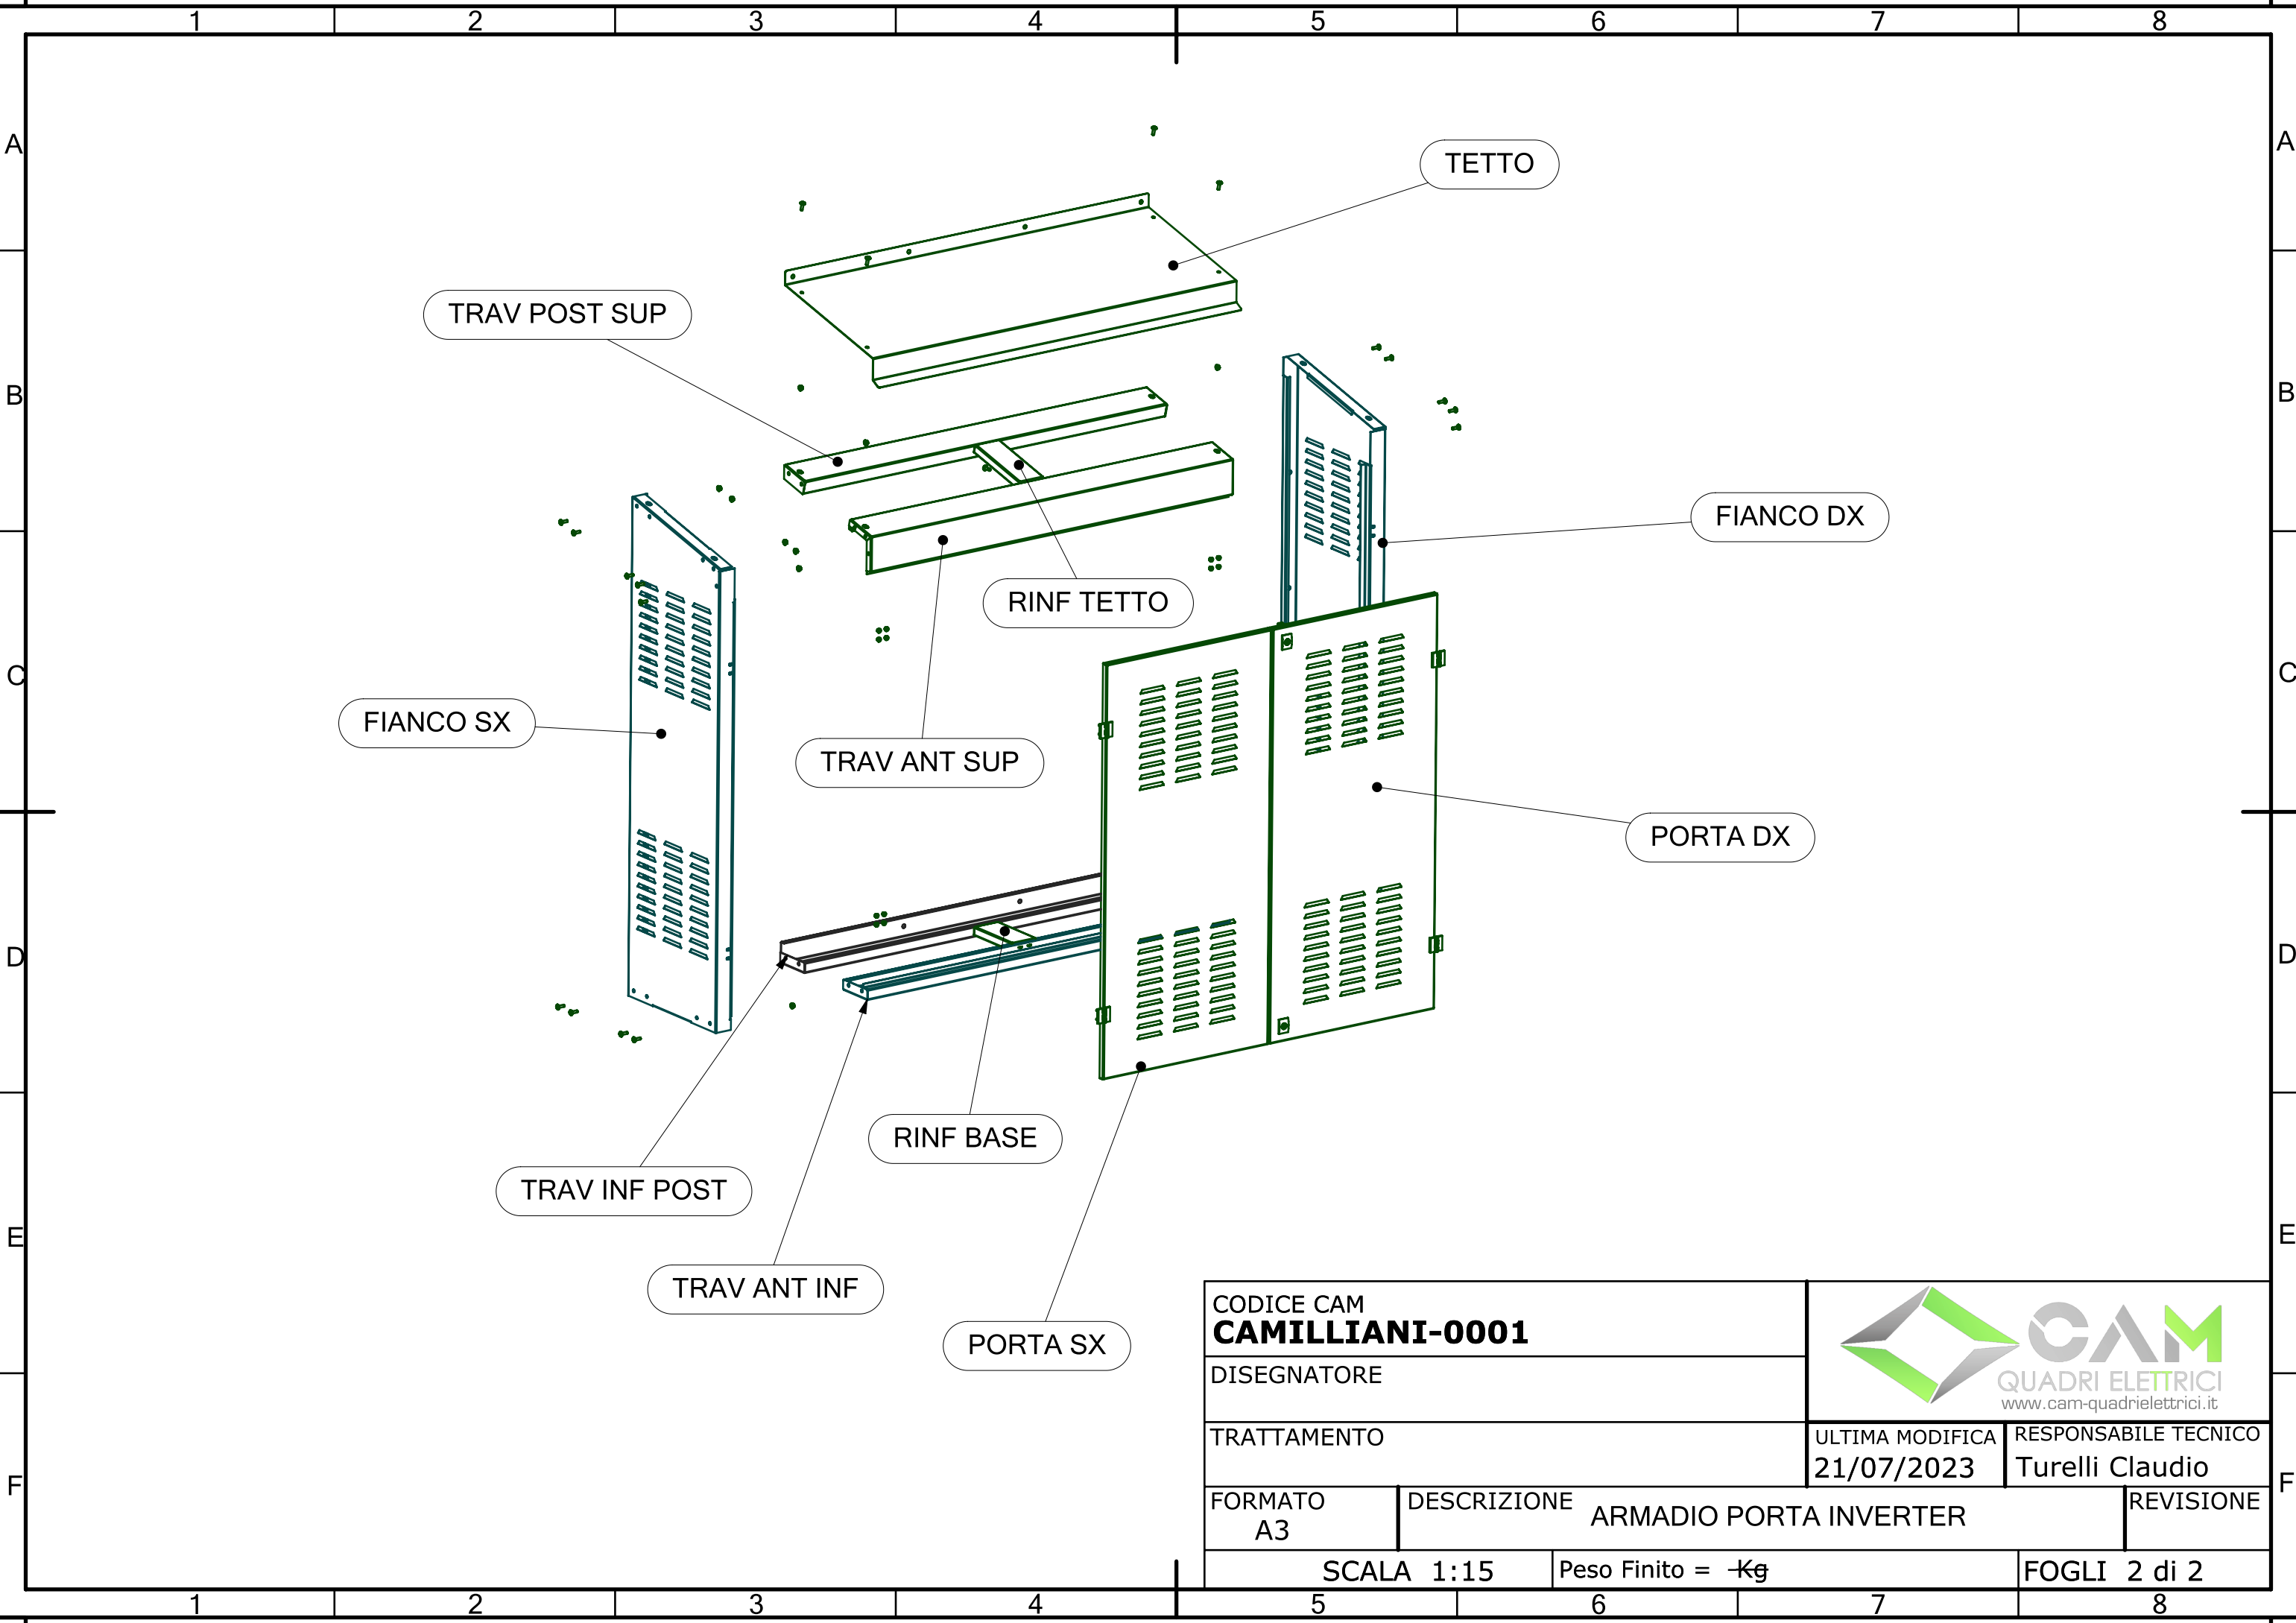 1 2 3 4 5 6 7 8
A A
TETTO
TRAV POST SUP
B B
FIANCO DX
RINF TETTO
C C
FIANCO SX
TRAV ANT SUP
PORTA DX
D D
RINF BASE
TRAV INF POST
E E
TRAV ANT INF
PORTA SX
CODICE CAM
CAMILLIANI-0001
CAM
QUADRI ELETTRICI
www.cam-quadrielettrici.it
DISEGNATORE
TRATTAMENTO
ULTIMA MODIFICA
21/07/2023
RESPONSABILE TECNICO
Turelli Claudio
F F
FORMATO
A3
DESCRIZIONE ARMADIO PORTA INVERTER
REVISIONE
SCALA 1:15
Peso Finito = Kg
FOGLI 2 di 2
1 2 3 4 5 6 7 8